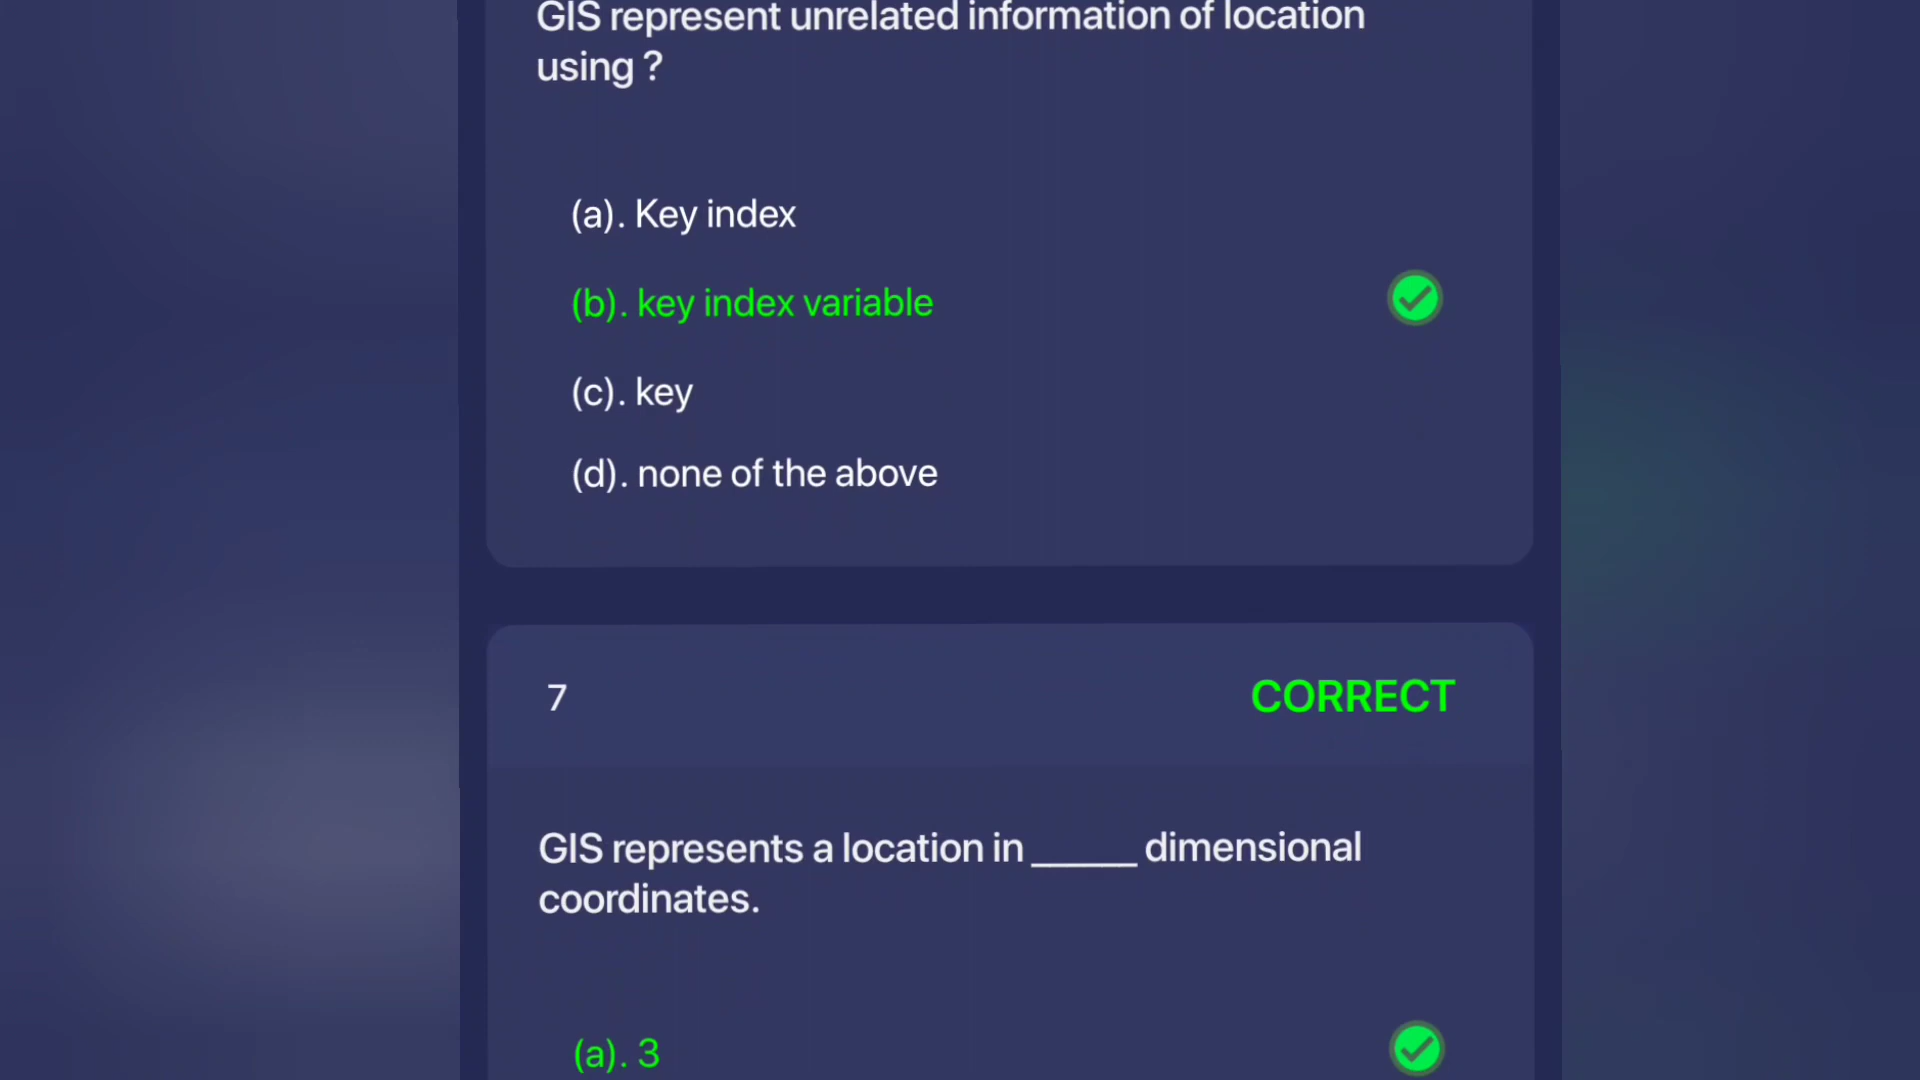 GIS represent unrelated information of location
using ?
(a). Key index
(b). key index variable
(c). key
(d). none of the above
7
CORRECT
GIS represents a location in ______ dimensional
coordinates.
(a). 3